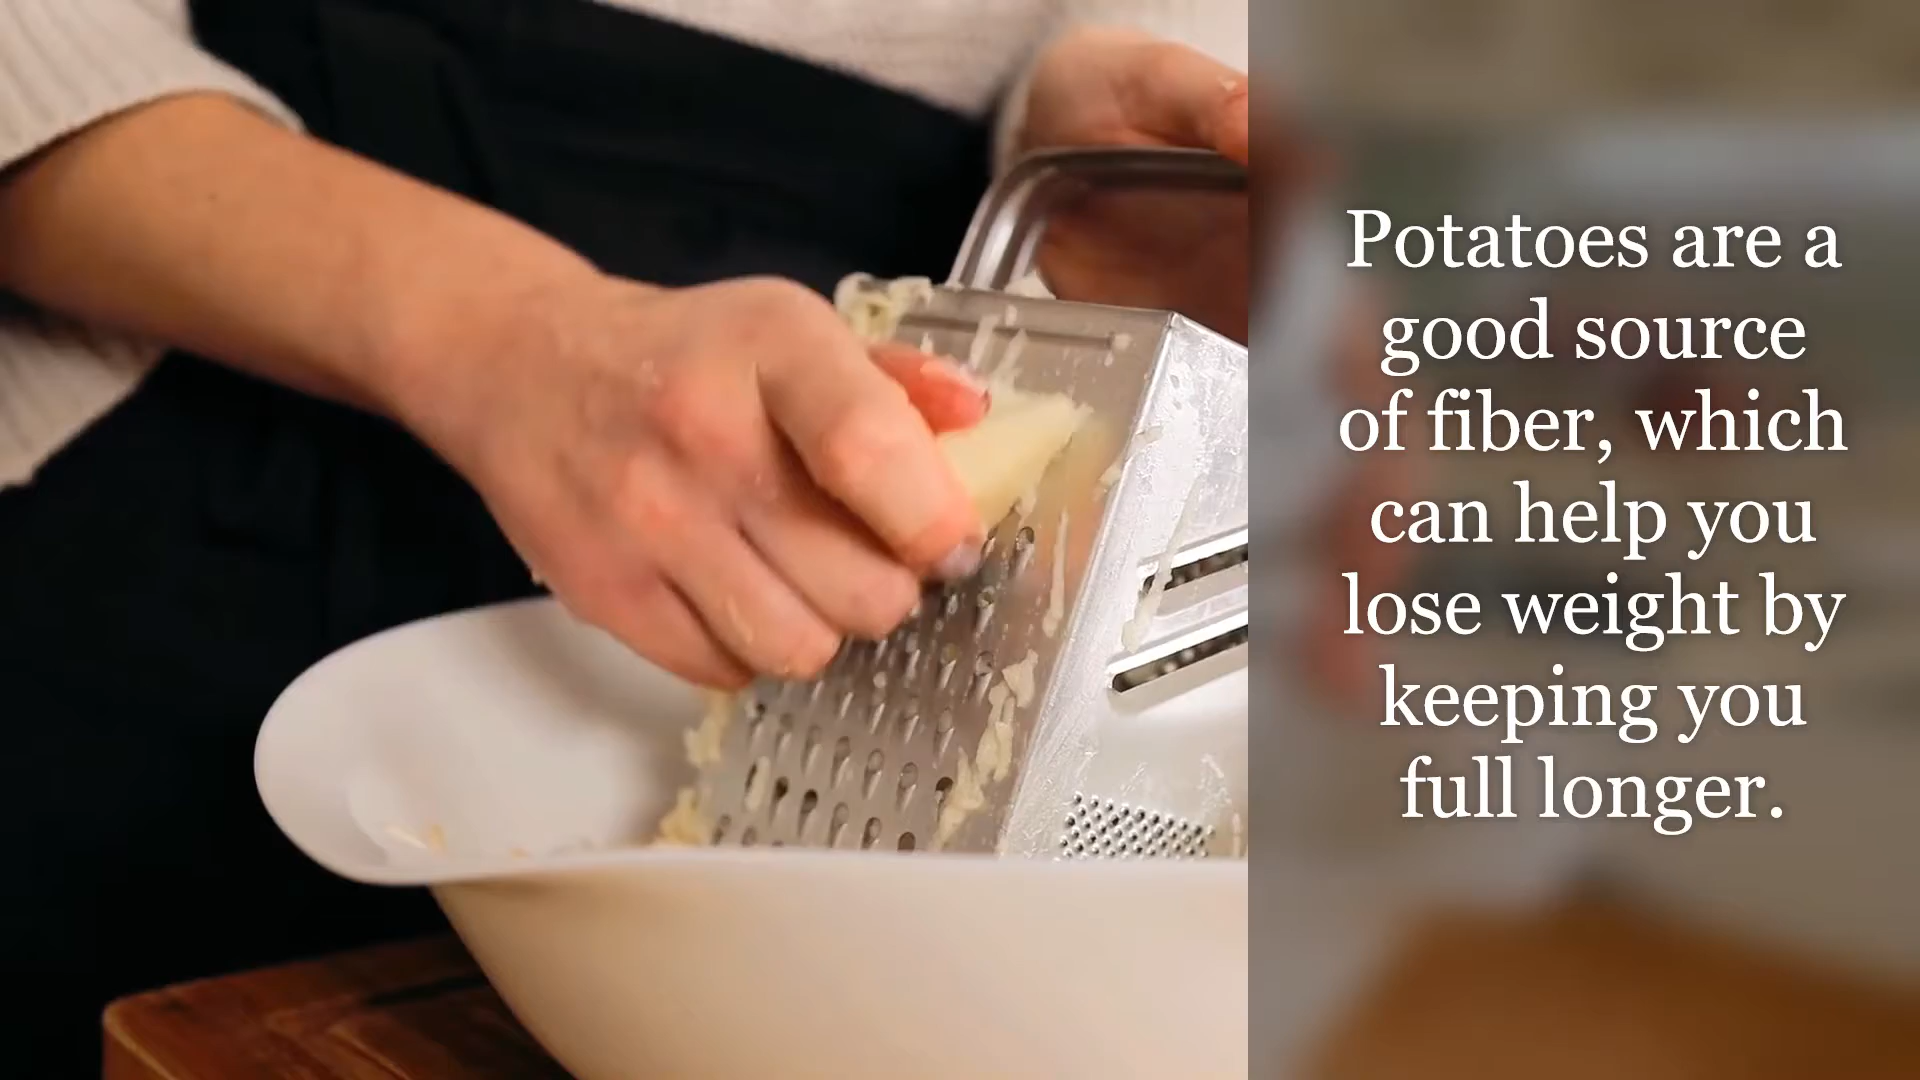 Potatoes are a
good source
of fiber, which
can help you
lose weight by
keeping you
full longer.